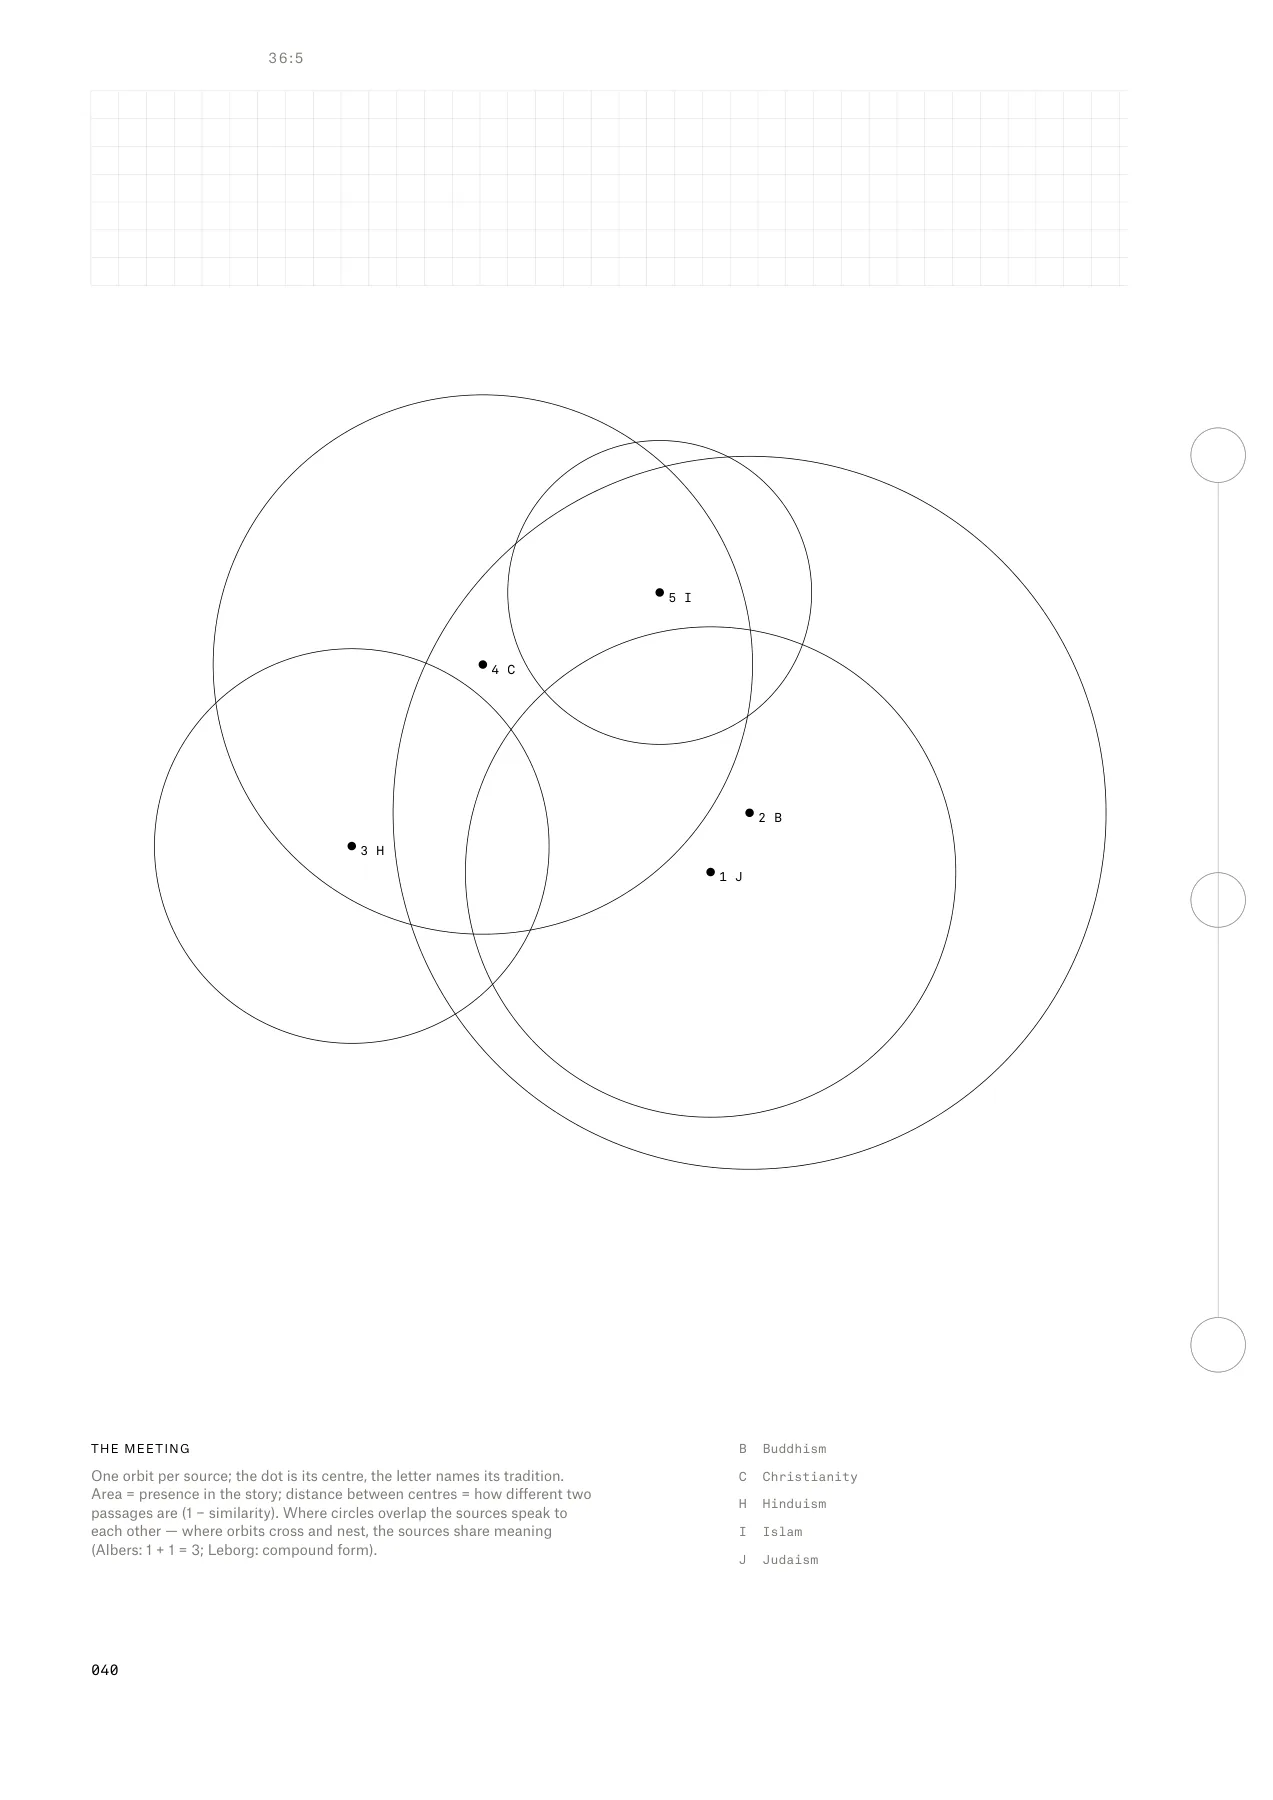 36:5
5 I
4 C
2 B
3 H
1 J
THE MEETING
One orbit per source; the dot is its centre, the letter names its tradition.
Area = presence in the story; distance between centres = how different two
passages are (1 − similarity). Where circles overlap the sources speak to
each other — where orbits cross and nest, the sources share meaning
(Albers: 1 + 1 = 3; Leborg: compound form).
B Buddhism
C Christianity
H Hinduism
I Islam
J Judaism
040